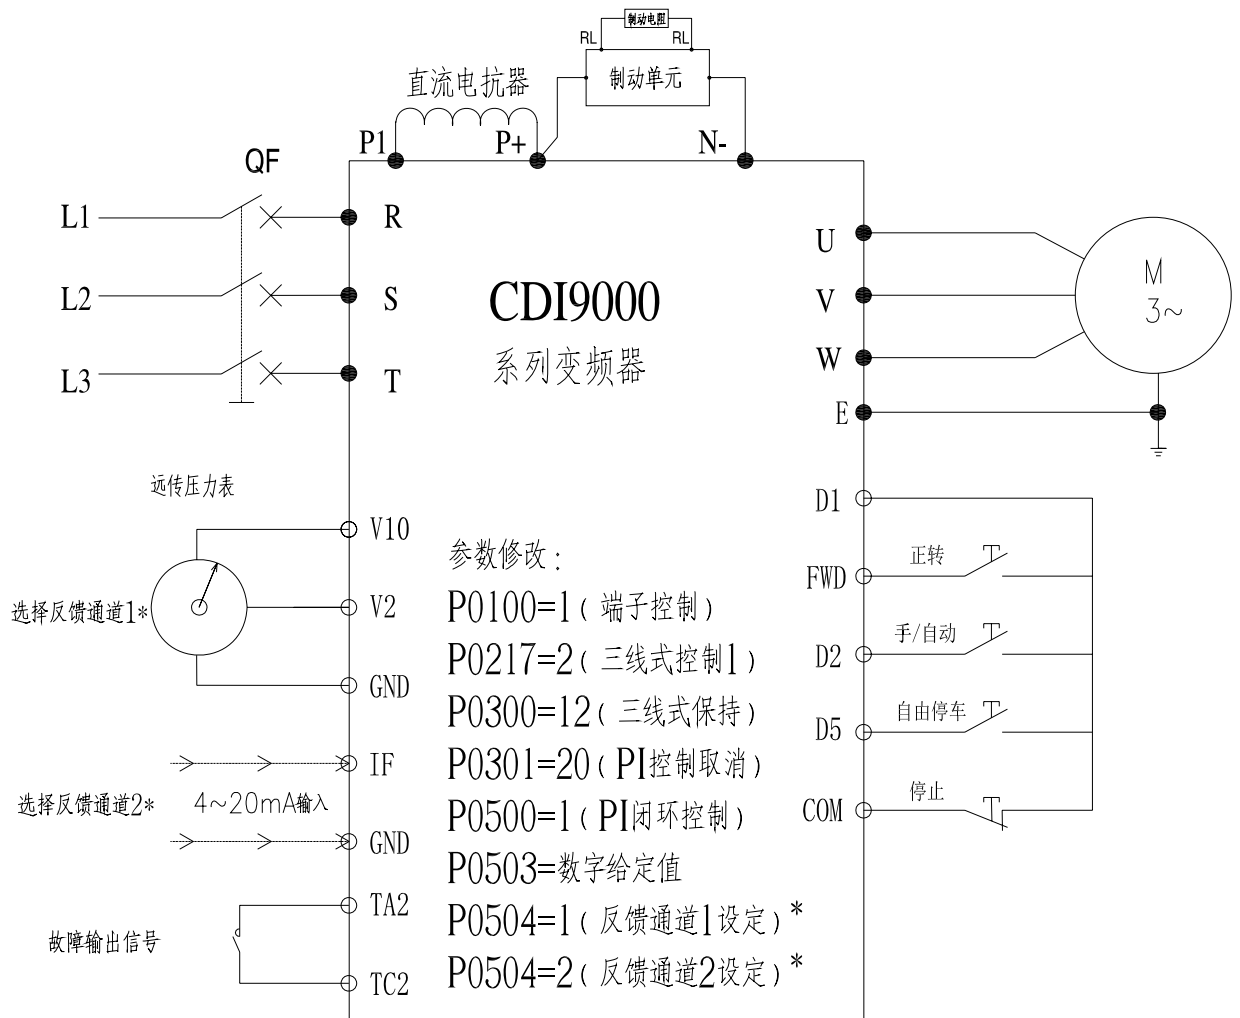 制动电阻
RL RL
制动单元
直流电抗器
P1 P+ N-
QF
L1 R
L2 S
L3 T
CDI9000
系列变频器
U
V
W
E
M
3~
远传压力表
V10
选择反馈通道1* V2
GND
IF
选择反馈通道2* 4~20mA输入
GND
TA2
故障输出信号
TC2
参数修改：
P0100=1(端子控制)
P0217=2(三线式控制1)
P0300=12(三线式保持)
P0301=20(PI控制取消)
P0500=1(PI闭环控制)
P0503=数字给定值
P0504=1(反馈通道1设定)*
P0504=2(反馈通道2设定)*
D1
FWD 正转
D2 手/自动
D5 自由停车
COM 停止